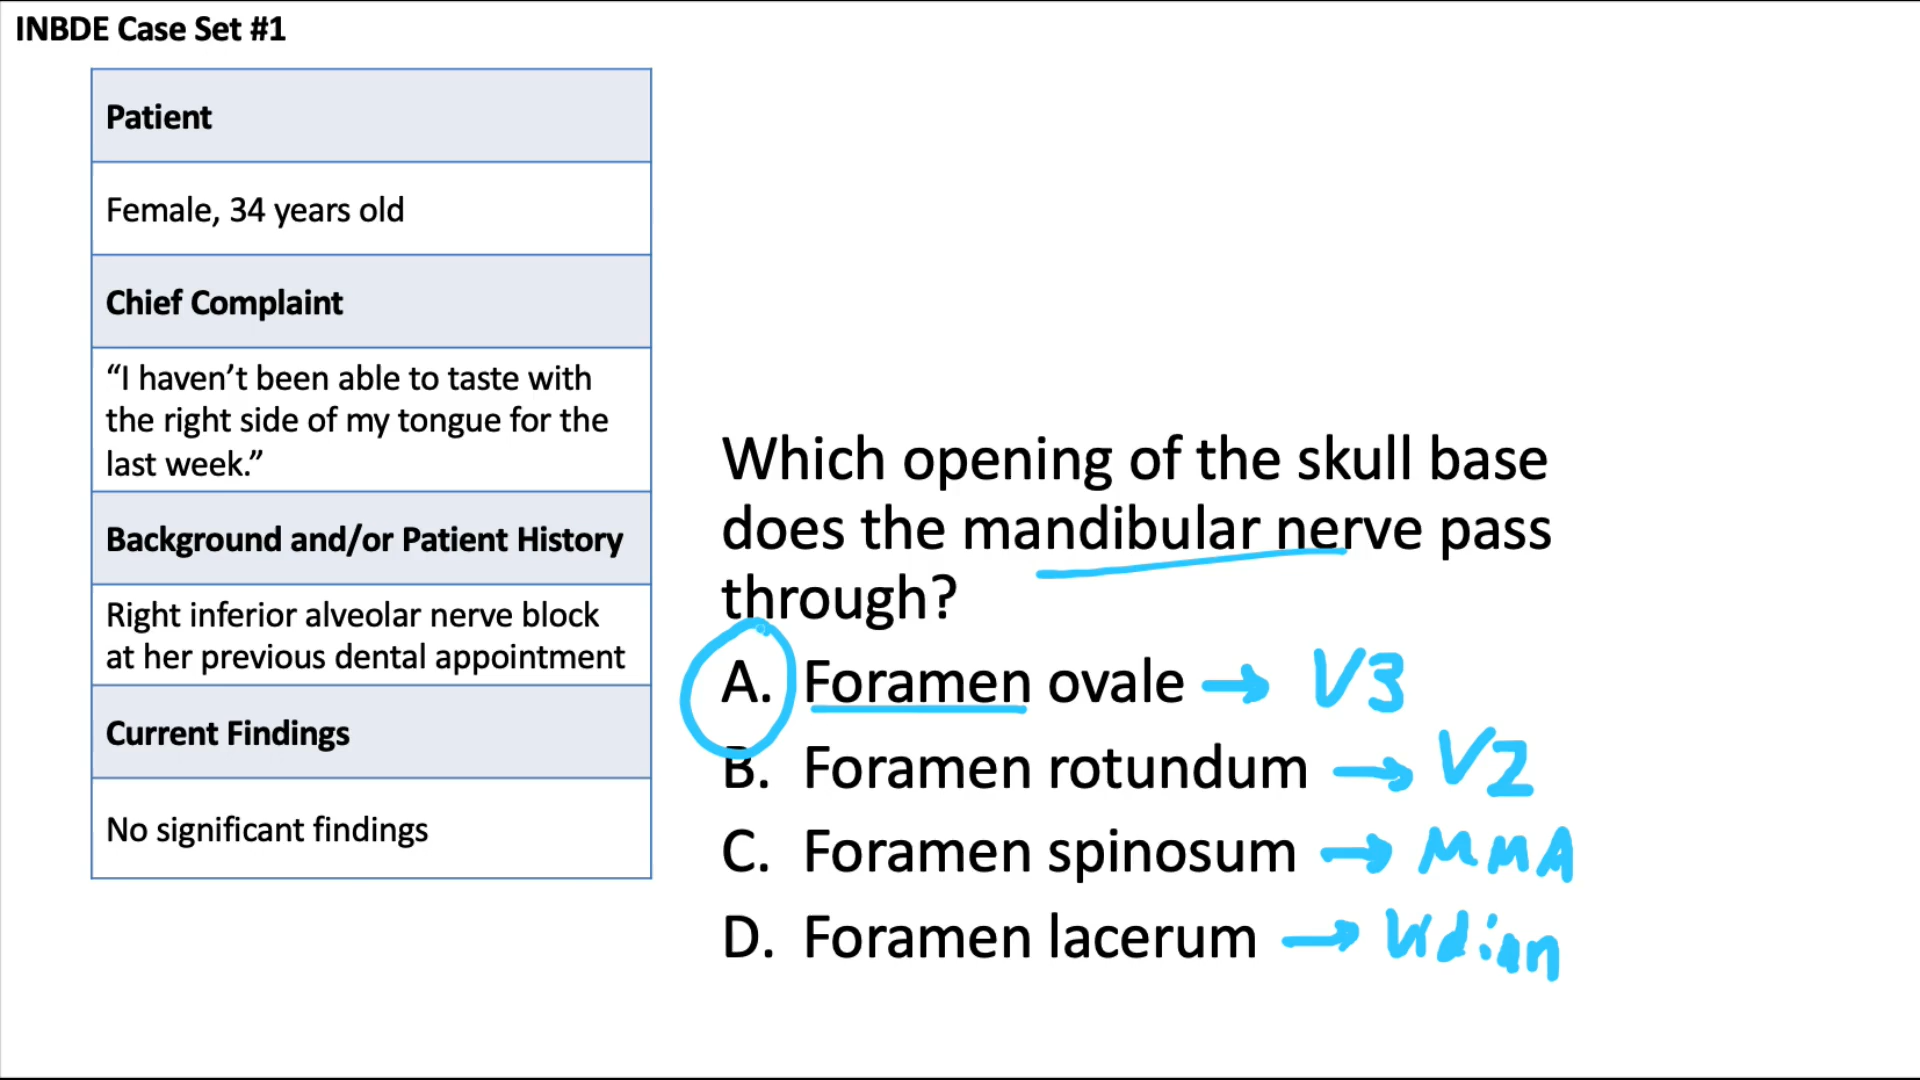 INBDE Case Set #1
Patient
Female, 34 years old
Chief Complaint
“I haven’t been able to taste with
the right side of my tongue for the
last week.”
Background and/or Patient History
Right inferior alveolar nerve block
at her previous dental appointment
Current Findings
No significant findings
Which opening of the skull base
does the mandibular nerve pass
through?
A. Foramen ovale → V3
B. Foramen rotundum → V2
C. Foramen spinosum → MMA
D. Foramen lacerum → Vidian